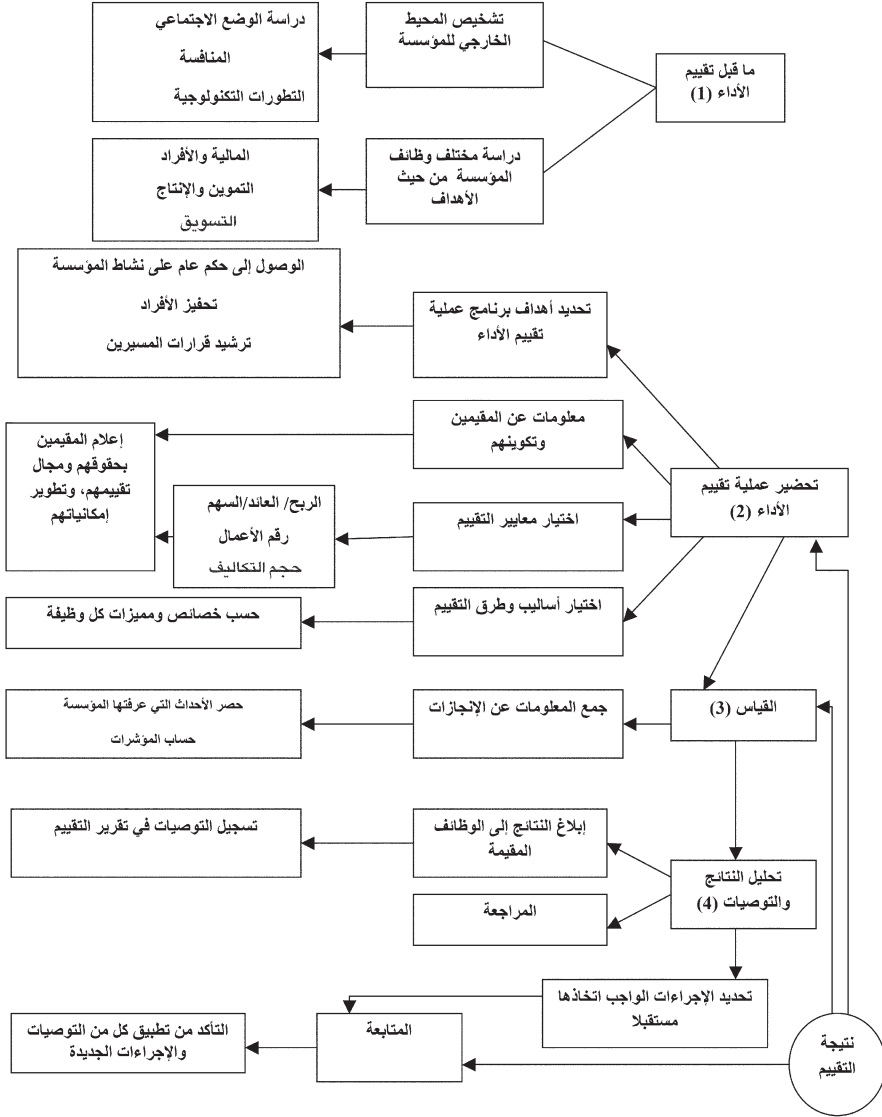 ما قبل تقييم
الأداء (1)
تشخيص المحيط
الخارجي للمؤسسة
دراسة الوضع الاجتماعي
المنافسة
التطورات التكنولوجية
دراسة مختلف وظائف
المؤسسة من حيث
الأهداف
المالية والأفراد
التموين والإنتاج
التسويق
تحضير عملية تقييم
الأداء (2)
تحديد أهداف برنامج عملية
تقييم الأداء
الوصول إلى حكم عام على نشاط المؤسسة
تحفيز الأفراد
ترشيد قرارات المسيرين
معلومات عن المقيمين
وتكوينهم
إعلام المقيمين
بحقوقهم ومجال
تقييمهم، وتطوير
إمكانياتهم
اختيار معايير التقييم
الربح/ العائد/السهم
رقم الأعمال
حجم التكاليف
اختيار أساليب وطرق التقييم
حسب خصائص ومميزات كل وظيفة
القياس (3)
جمع المعلومات عن الإنجازات
حصر الأحداث التي عرفتها المؤسسة
حساب المؤشرات
تحليل النتائج
والتوصيات (4)
إبلاغ النتائج إلى الوظائف
المقيمة
تسجيل التوصيات في تقرير التقييم
المراجعة
تحديد الإجراءات الواجب اتخاذها
مستقبلا
المتابعة
التأكد من تطبيق كل من التوصيات
والإجراءات الجديدة
نتيجة
التقييم